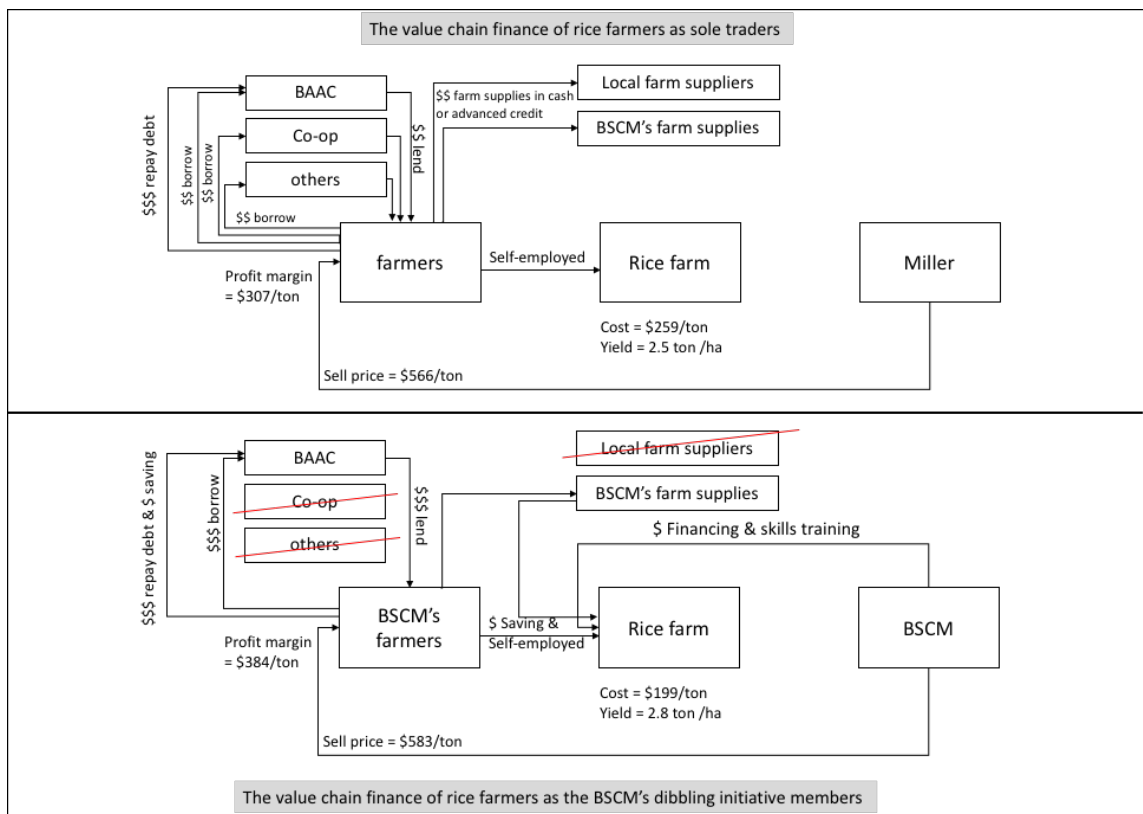 The value chain finance of rice farmers as sole traders
BAAC
Co-op
others
$$$ repay debt
$$ borrow
$$ borrow
$$ borrow
$$ lend
$$ farm supplies in cash
or advanced credit
Local farm suppliers
BSCM’s farm supplies
farmers
Self-employed
Rice farm
Miller
Profit margin
= $307/ton
Cost = $259/ton
Yield = 2.5 ton /ha
Sell price = $566/ton
BAAC
Co-op
others
$$$ repay debt & $ saving
$$$ borrow
$$$ lend
Local farm suppliers
BSCM’s farm supplies
$ Financing & skills training
BSCM’s
farmers
$ Saving &
Self-employed
Rice farm
BSCM
Profit margin
= $384/ton
Cost = $199/ton
Yield = 2.8 ton /ha
Sell price = $583/ton
The value chain finance of rice farmers as the BSCM’s dibbling initiative members